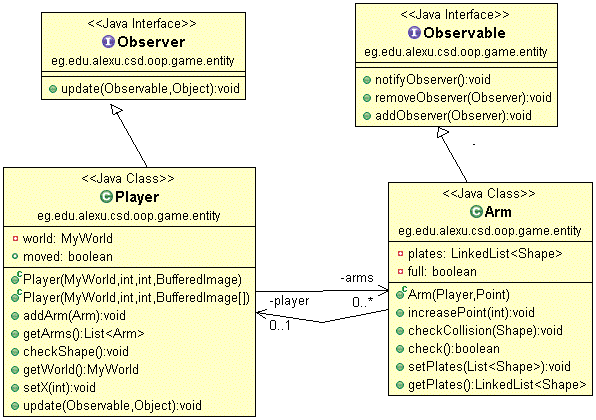 <<Java Interface>>
I Observer
eg.edu.alexu.csd.oop.game.entity
update(Observable,Object):void
<<Java Interface>>
I Observable
eg.edu.alexu.csd.oop.game.entity
notifyObserver():void
removeObserver(Observer):void
addObserver(Observer):void
<<Java Class>>
C Player
eg.edu.alexu.csd.oop.game.entity
world: MyWorld
moved: boolean
C Player(MyWorld,int,int,BufferedImage)
C Player(MyWorld,int,int,BufferedImage[])
addArm(Arm):void
getArms():List<Arm>
checkShape():void
getWorld():MyWorld
setX(int):void
update(Observable,Object):void
-arms
0..*
-player
0..1
<<Java Class>>
C Arm
eg.edu.alexu.csd.oop.game.entity
plates: LinkedList<Shape>
full: boolean
C Arm(Player,Point)
increasePoint(int):void
checkCollision(Shape):void
check():boolean
setPlates(List<Shape>):void
getPlates():LinkedList<Shape>